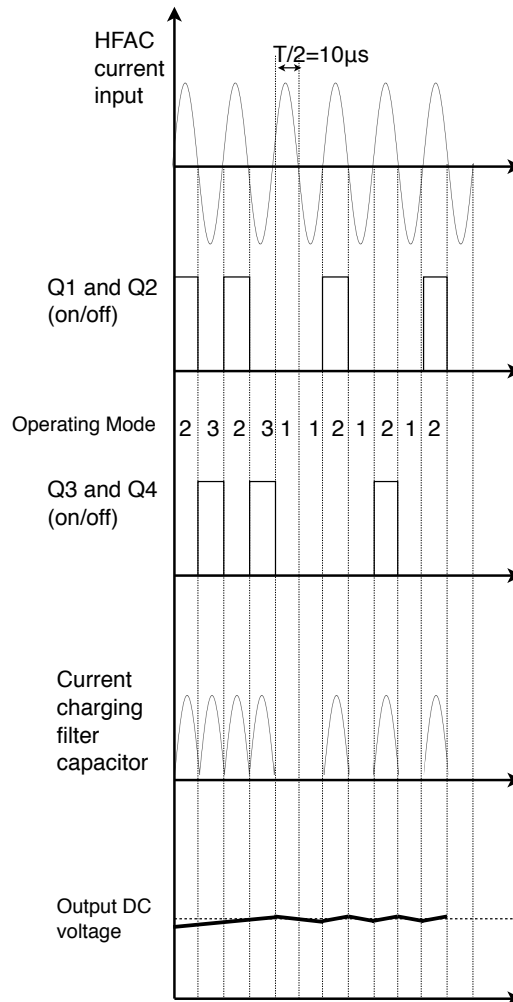 HFAC
current
input
T/2=10µs
Q1 and Q2
(on/off)
Operating Mode 2 3 2 3 1 1 2 1 2 1 2
Q3 and Q4
(on/off)
Current
charging
filter
capacitor
Output DC
voltage